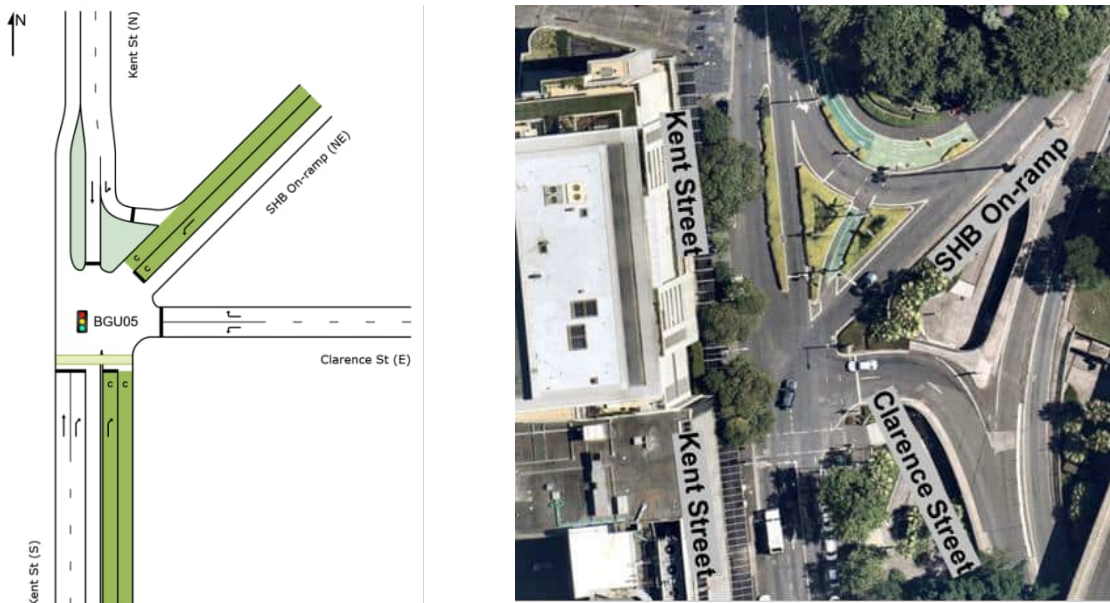 N
Kent St (N)
SHB On-ramp (NE)
C C
BGU05
Clarence St (E)
C C
Kent St (S)
Kent Street
SHB On-ramp
Clarence Street
Kent Street